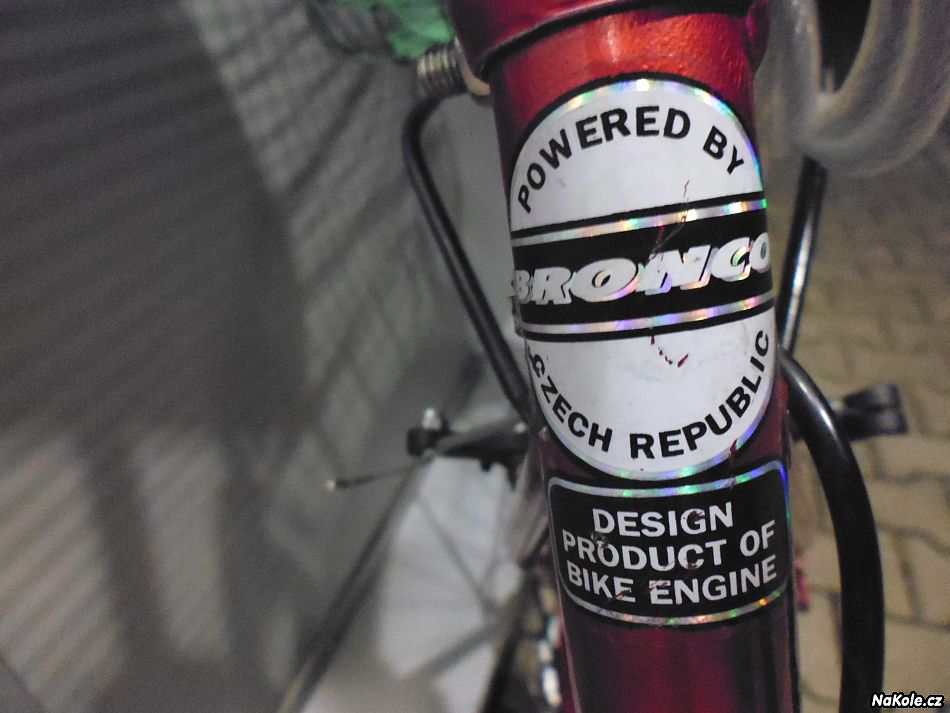 POWERED BY
BRONCO
CZECH REPUBLIC
DESIGN
PRODUCT OF
BIKE ENGINE
NaKole.cz